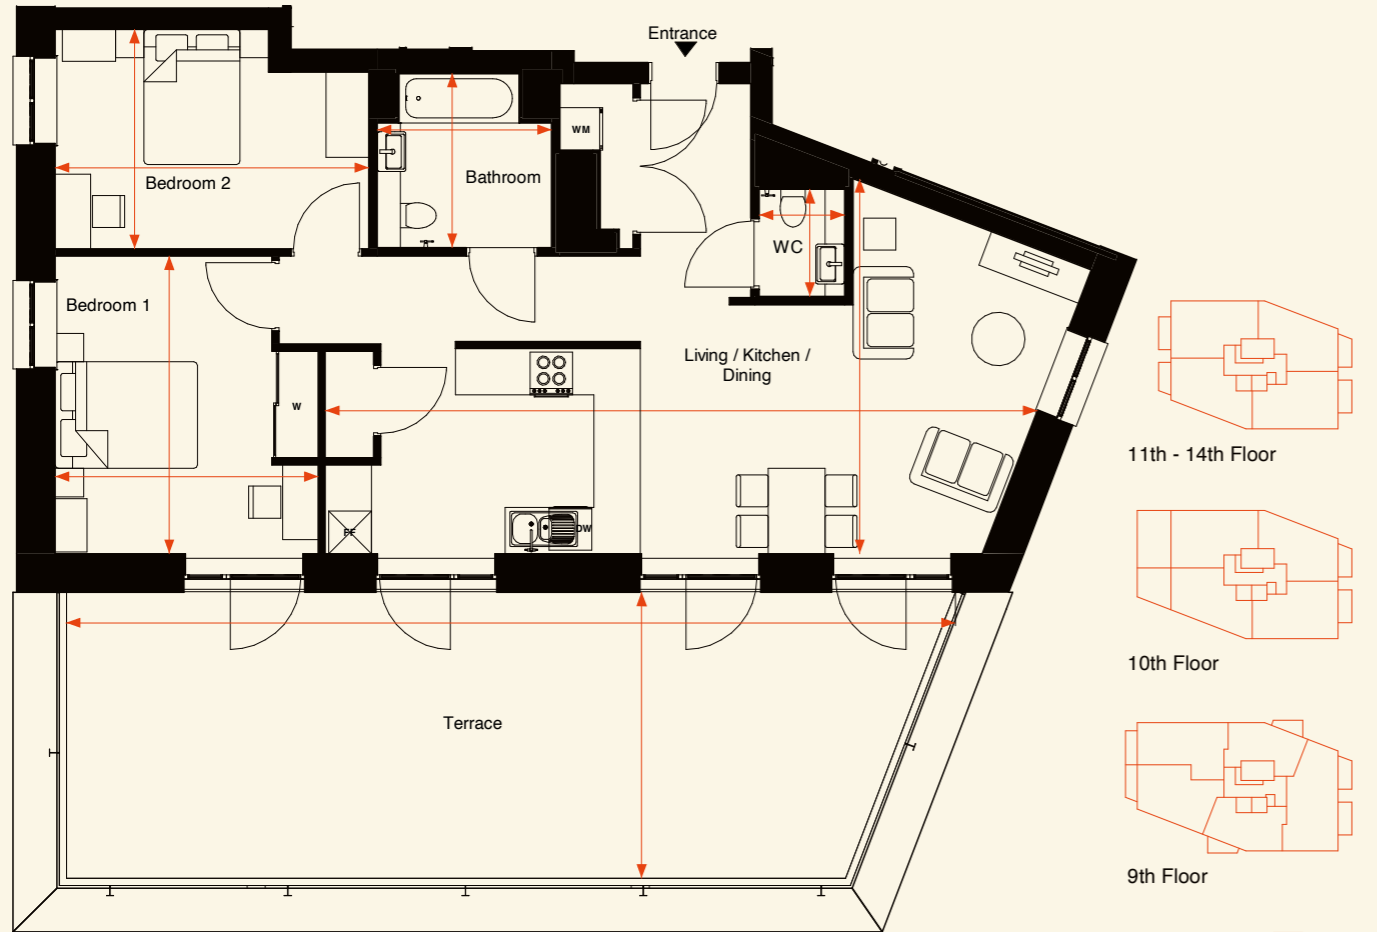 Entrance
WM
Bedroom 2
Bathroom
WC
Bedroom 1
Living / Kitchen /
Dining
W
FF
DW
Terrace
11th - 14th Floor
10th Floor
9th Floor